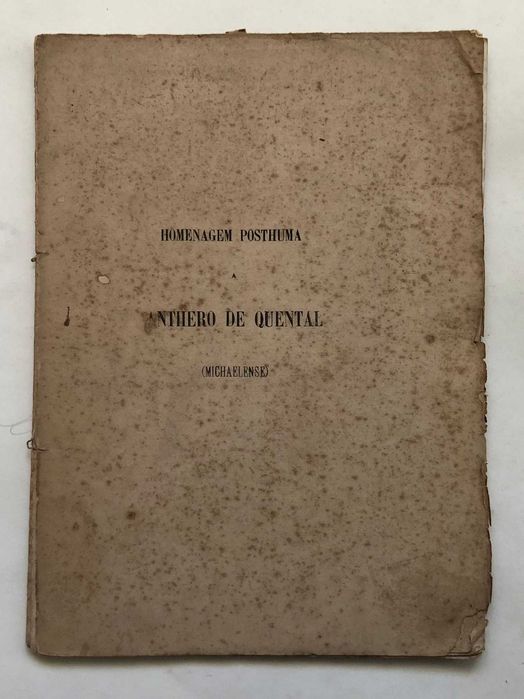 HOMENAGEM POSTHUMA
A
ANTHERO DE QUENTAL
(MICHAELENSE)